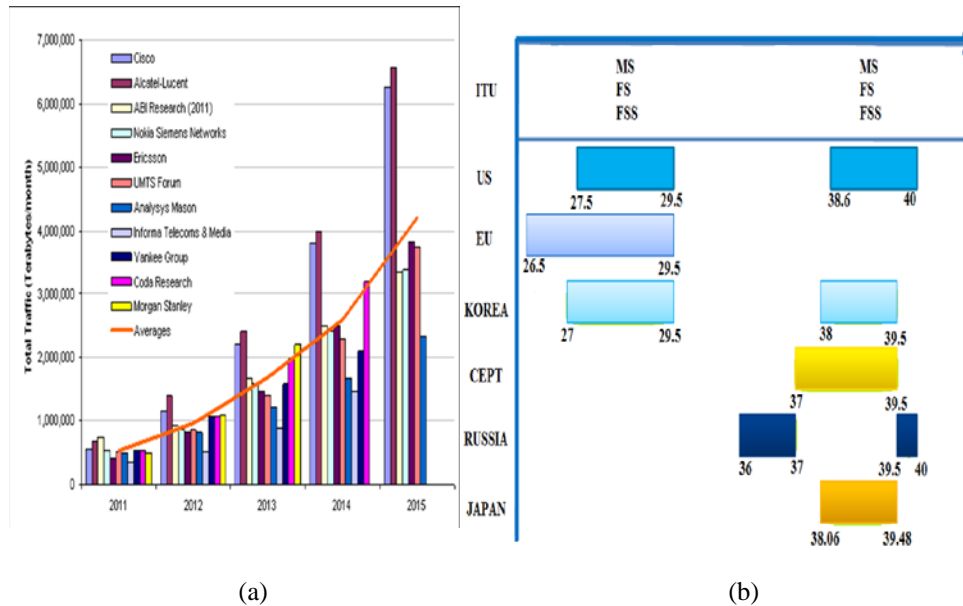 7,000,000
6,000,000
5,000,000
4,000,000
3,000,000
2,000,000
1,000,000
0
Total Traffic (Terabytes/month)
Cisco
Alcatel-Lucent
ABI Research (2011)
Nokia Siemens Networks
Ericsson
UMTS Forum
Analysys Mason
Informa Telecoms & Media
Yankee Group
Coda Research
Morgan Stanley
Averages
2011 2012 2013 2014 2015
(a)
ITU
MS MS
FS FS
FSS FSS
US
27.5 29.5 38.6 40
EU
26.5 29.5
KOREA
27 29.5 38 39.5
CEPT
37 39.5
RUSSIA
36 37 39.5 40
JAPAN
38.06 39.48
(b)